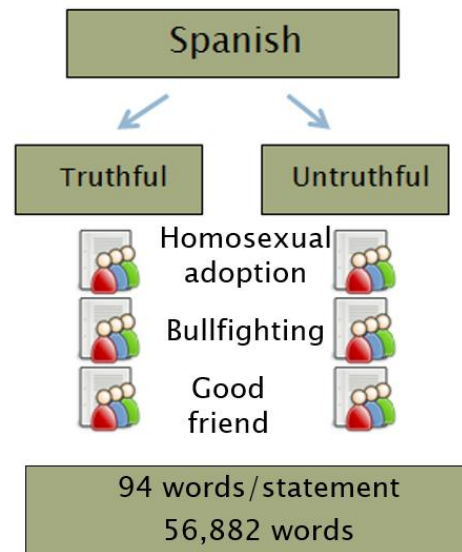 Spanish
Truthful
Untruthful
Homosexual
adoption
Bullfighting
Good
friend
94 words/statement
56,882 words